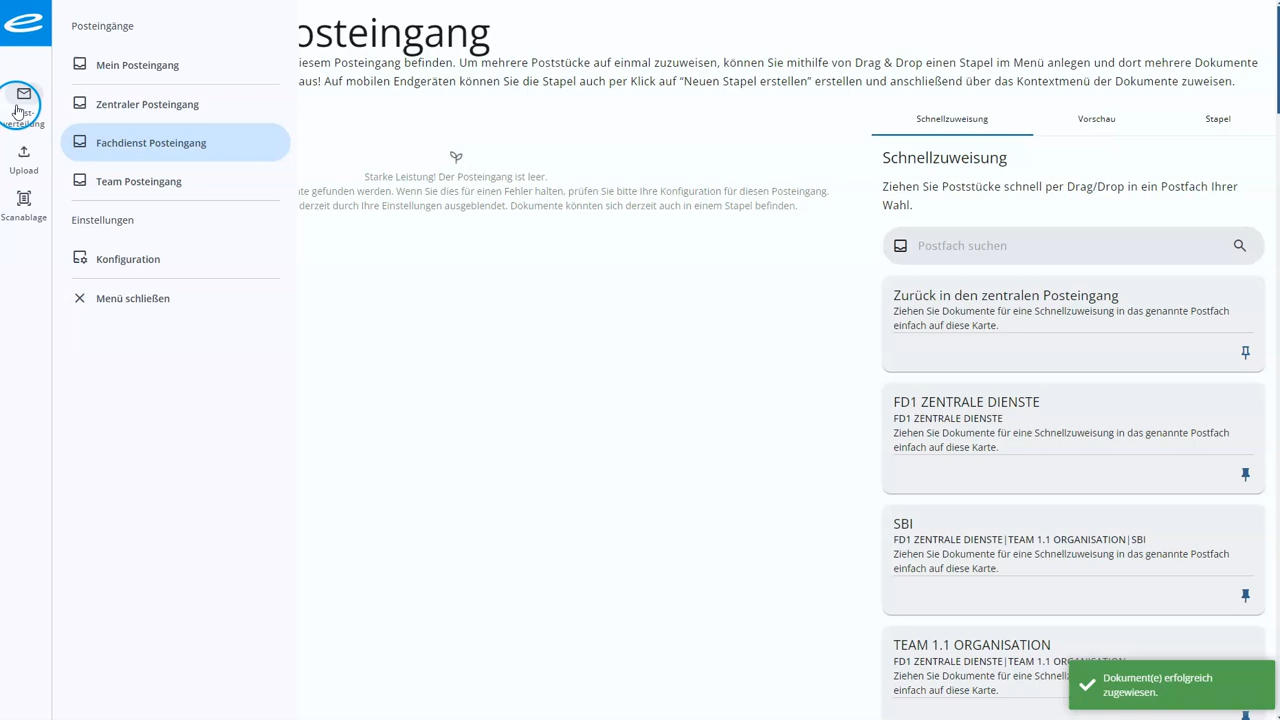 Posteingänge
Mein Posteingang
Zentraler Posteingang
Fachdienst Posteingang
Team Posteingang
Einstellungen
Konfiguration
Menü schließen
Upload
Scanablage
osteingang
iesem Posteingang befinden. Um mehrere Poststücke auf einmal zuzuweisen, können Sie mithilfe von Drag & Drop einen Stapel im Menü anlegen und dort mehrere Dokumente
aus! Auf mobilen Endgeräten können Sie die Stapel auch per Klick auf “Neuen Stapel erstellen” erstellen und anschließend über das Kontextmenü der Dokumente zuweisen.
Starke Leistung! Der Posteingang ist leer.
te gefunden werden. Wenn Sie dies für einen Fehler halten, prüfen Sie bitte Ihre Konfiguration für diesen Posteingang.
derzeit durch Ihre Einstellungen ausgeblendet. Dokumente könnten sich derzeit auch in einem Stapel befinden.
Schnellzuweisung Vorschau Stapel
Schnellzuweisung
Ziehen Sie Poststücke schnell per Drag/Drop in ein Postfach Ihrer
Wahl.
Postfach suchen
Zurück in den zentralen Posteingang
Ziehen Sie Dokumente für eine Schnellzuweisung in das genannte Postfach
einfach auf diese Karte.
FD1 ZENTRALE DIENSTE
FD1 ZENTRALE DIENSTE
Ziehen Sie Dokumente für eine Schnellzuweisung in das genannte Postfach
einfach auf diese Karte.
SBI
FD1 ZENTRALE DIENSTE|TEAM 1.1 ORGANISATION|SBI
Ziehen Sie Dokumente für eine Schnellzuweisung in das genannte Postfach
einfach auf diese Karte.
TEAM 1.1 ORGANISATION
FD1 ZENTRALE DIENSTE|TEAM 1.1 ORGANISATION
Ziehen Sie Dokumente für eine Schnell
einfach auf diese Karte.
Dokument(e) erfolgreich
zugewiesen.